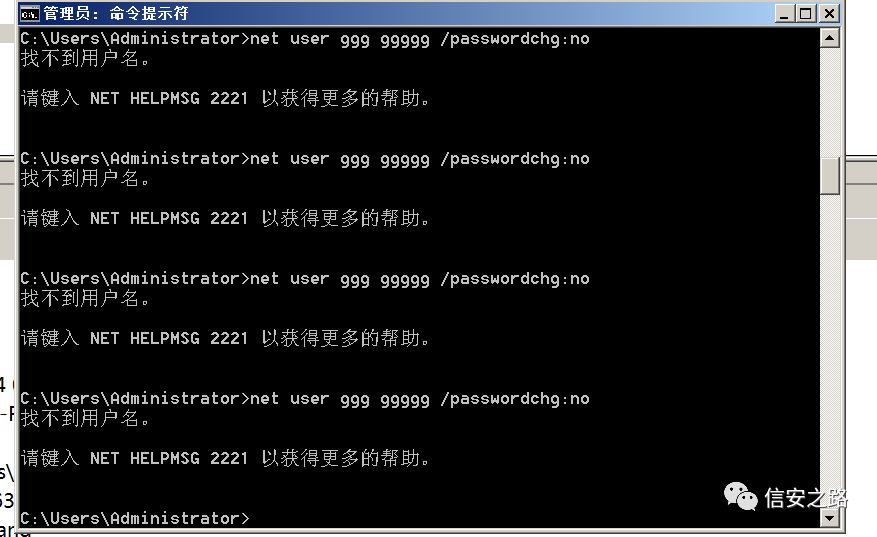 管理员: 命令提示符
C:\Users\Administrator>net user ggg ggggg /passwordchg:no
找不到用户名。
请键入 NET HELPMSG 2221 以获得更多的帮助。
C:\Users\Administrator>net user ggg ggggg /passwordchg:no
找不到用户名。
请键入 NET HELPMSG 2221 以获得更多的帮助。
C:\Users\Administrator>net user ggg ggggg /passwordchg:no
找不到用户名。
请键入 NET HELPMSG 2221 以获得更多的帮助。
C:\Users\Administrator>net user ggg ggggg /passwordchg:no
找不到用户名。
请键入 NET HELPMSG 2221 以获得更多的帮助。
C:\Users\Administrator>
信安之路